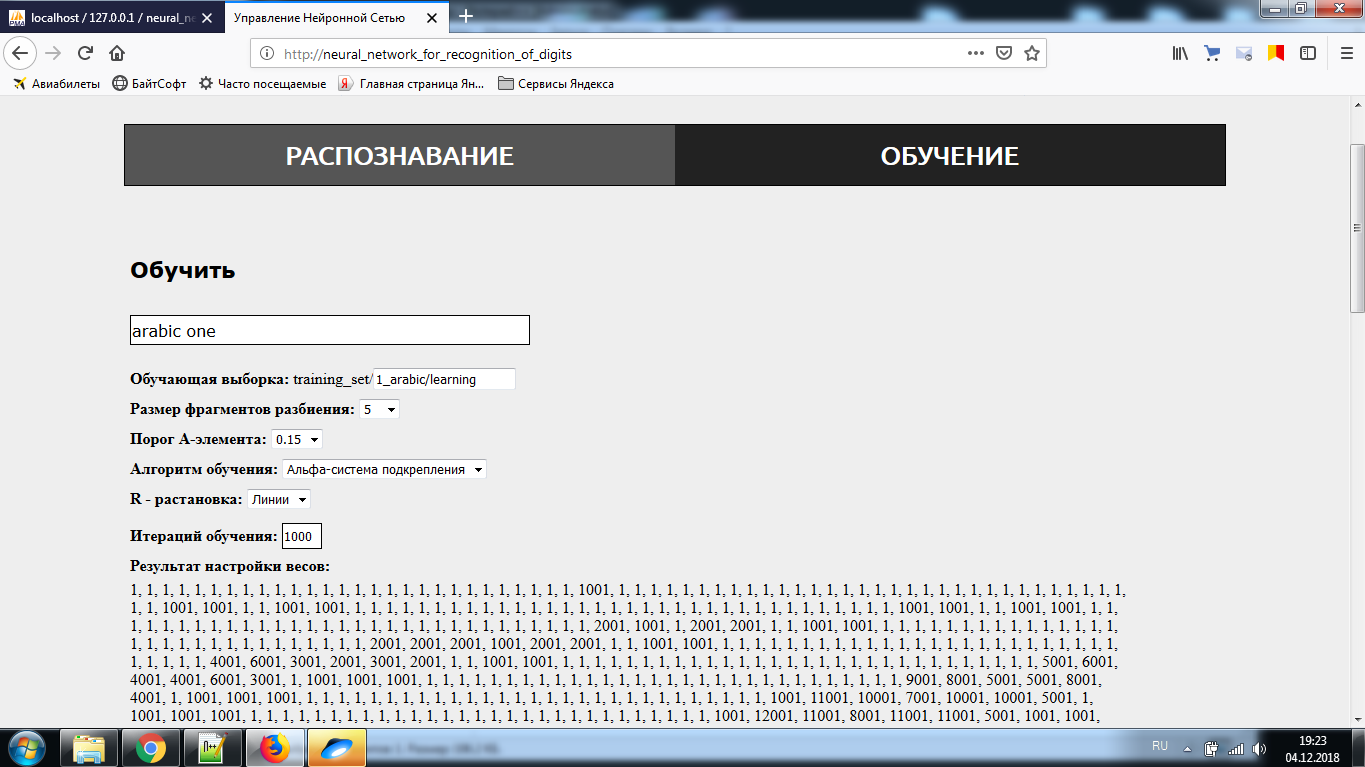 localhost / 127.0.0.1 / neural_ne
Управление Нейронной Сетью
http://neural_network_for_recognition_of_digits
Авиабилеты БайтСофт Часто посещаемые Главная страница Ян... Сервисы Яндекса
РАСПОЗНАВАНИЕ ОБУЧЕНИЕ
Обучить
arabic one
Обучающая выборка: training_set/1_arabic/learning
Размер фрагментов разбиения: 5
Порог А-элемента: 0.15
Алгоритм обучения: Альфа-система подкрепления
R - растановка: Линии
Итераций обучения: 1000
Результат настройки весов:
1, 1, 1, 1, 1, 1, 1, 1, 1, 1, 1, 1, 1, 1, 1, 1, 1, 1, 1, 1, 1, 1, 1, 1, 1, 1, 1, 1, 1001, 1, 1, 1, 1, 1, 1, 1, 1, 1, 1, 1, 1, 1, 1, 1, 1, 1, 1, 1, 1, 1, 1, 1, 1, 1, 1, 1, 1, 1, 1, 1, 1,
1, 1, 1001, 1001, 1, 1, 1001, 1001, 1, 1, 1, 1, 1, 1, 1, 1, 1, 1, 1, 1, 1, 1, 1, 1, 1, 1, 1, 1, 1, 1, 1, 1, 1, 1, 1, 1, 1, 1, 1, 1, 1, 1, 1001, 1001, 1, 1, 1001, 1001, 1, 1,
1, 1, 1, 1, 1, 1, 1, 1, 1, 1, 1, 1, 1, 1, 1, 1, 1, 1, 1, 1, 1, 1, 1, 1, 1, 1, 1, 1, 1, 2001, 1001, 1, 2001, 2001, 1, 1, 1001, 1001, 1, 1, 1, 1, 1, 1, 1, 1, 1, 1, 1, 1, 1, 1, 1,
1, 1, 1, 1, 1, 1, 1, 1, 1, 1, 1, 1, 1, 1, 1, 2001, 2001, 2001, 1001, 2001, 2001, 1, 1, 1001, 1001, 1, 1, 1, 1, 1, 1, 1, 1, 1, 1, 1, 1, 1, 1, 1, 1, 1, 1, 1, 1, 1, 1, 1, 1, 1,
1, 1, 1, 1, 1, 4001, 6001, 3001, 2001, 3001, 2001, 1, 1, 1001, 1001, 1, 1, 1, 1, 1, 1, 1, 1, 1, 1, 1, 1, 1, 1, 1, 1, 1, 1, 1, 1, 1, 1, 1, 1, 1, 1, 1, 1, 1, 1, 5001, 6001,
4001, 4001, 6001, 3001, 1, 1001, 1001, 1001, 1, 1, 1, 1, 1, 1, 1, 1, 1, 1, 1, 1, 1, 1, 1, 1, 1, 1, 1, 1, 1, 1, 1, 1, 1, 1, 1, 1, 1, 1, 9001, 8001, 5001, 5001, 8001,
4001, 1, 1001, 1001, 1001, 1, 1, 1, 1, 1, 1, 1, 1, 1, 1, 1, 1, 1, 1, 1, 1, 1, 1, 1, 1, 1, 1, 1, 1, 1, 1, 1, 1, 1, 1001, 11001, 10001, 7001, 10001, 10001, 5001, 1,
1001, 1001, 1001, 1, 1, 1, 1, 1, 1, 1, 1, 1, 1, 1, 1, 1, 1, 1, 1, 1, 1, 1, 1, 1, 1, 1, 1, 1, 1, 1, 1, 1, 1001, 12001, 11001, 8001, 11001, 11001, 5001, 1001, 1001,
RU
19:23
04.12.2018